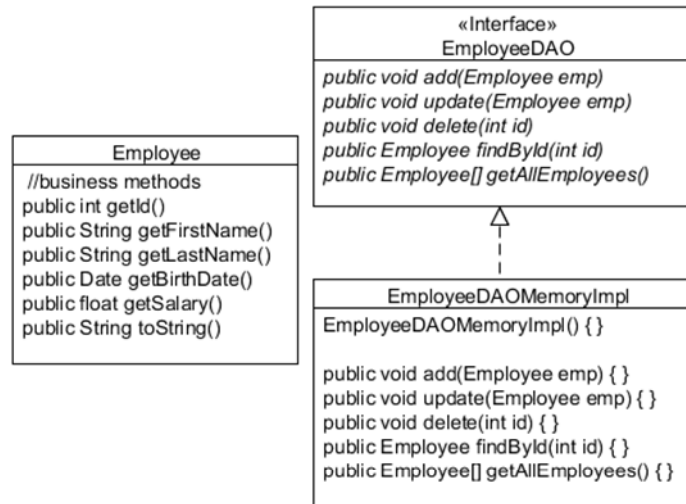 «Interface»
EmployeeDAO
public void add(Employee emp)
public void update(Employee emp)
public void delete(int id)
public Employee findById(int id)
public Employee[] getAllEmployees()
Employee
//business methods
public int getId()
public String getFirstName()
public String getLastName()
public Date getBirthDate()
public float getSalary()
public String toString()
EmployeeDAOMemoryImpl
EmployeeDAOMemoryImpl() { }
public void add(Employee emp) { }
public void update(Employee emp) { }
public void delete(int id) { }
public Employee findById(int id) { }
public Employee[] getAllEmployees() { }